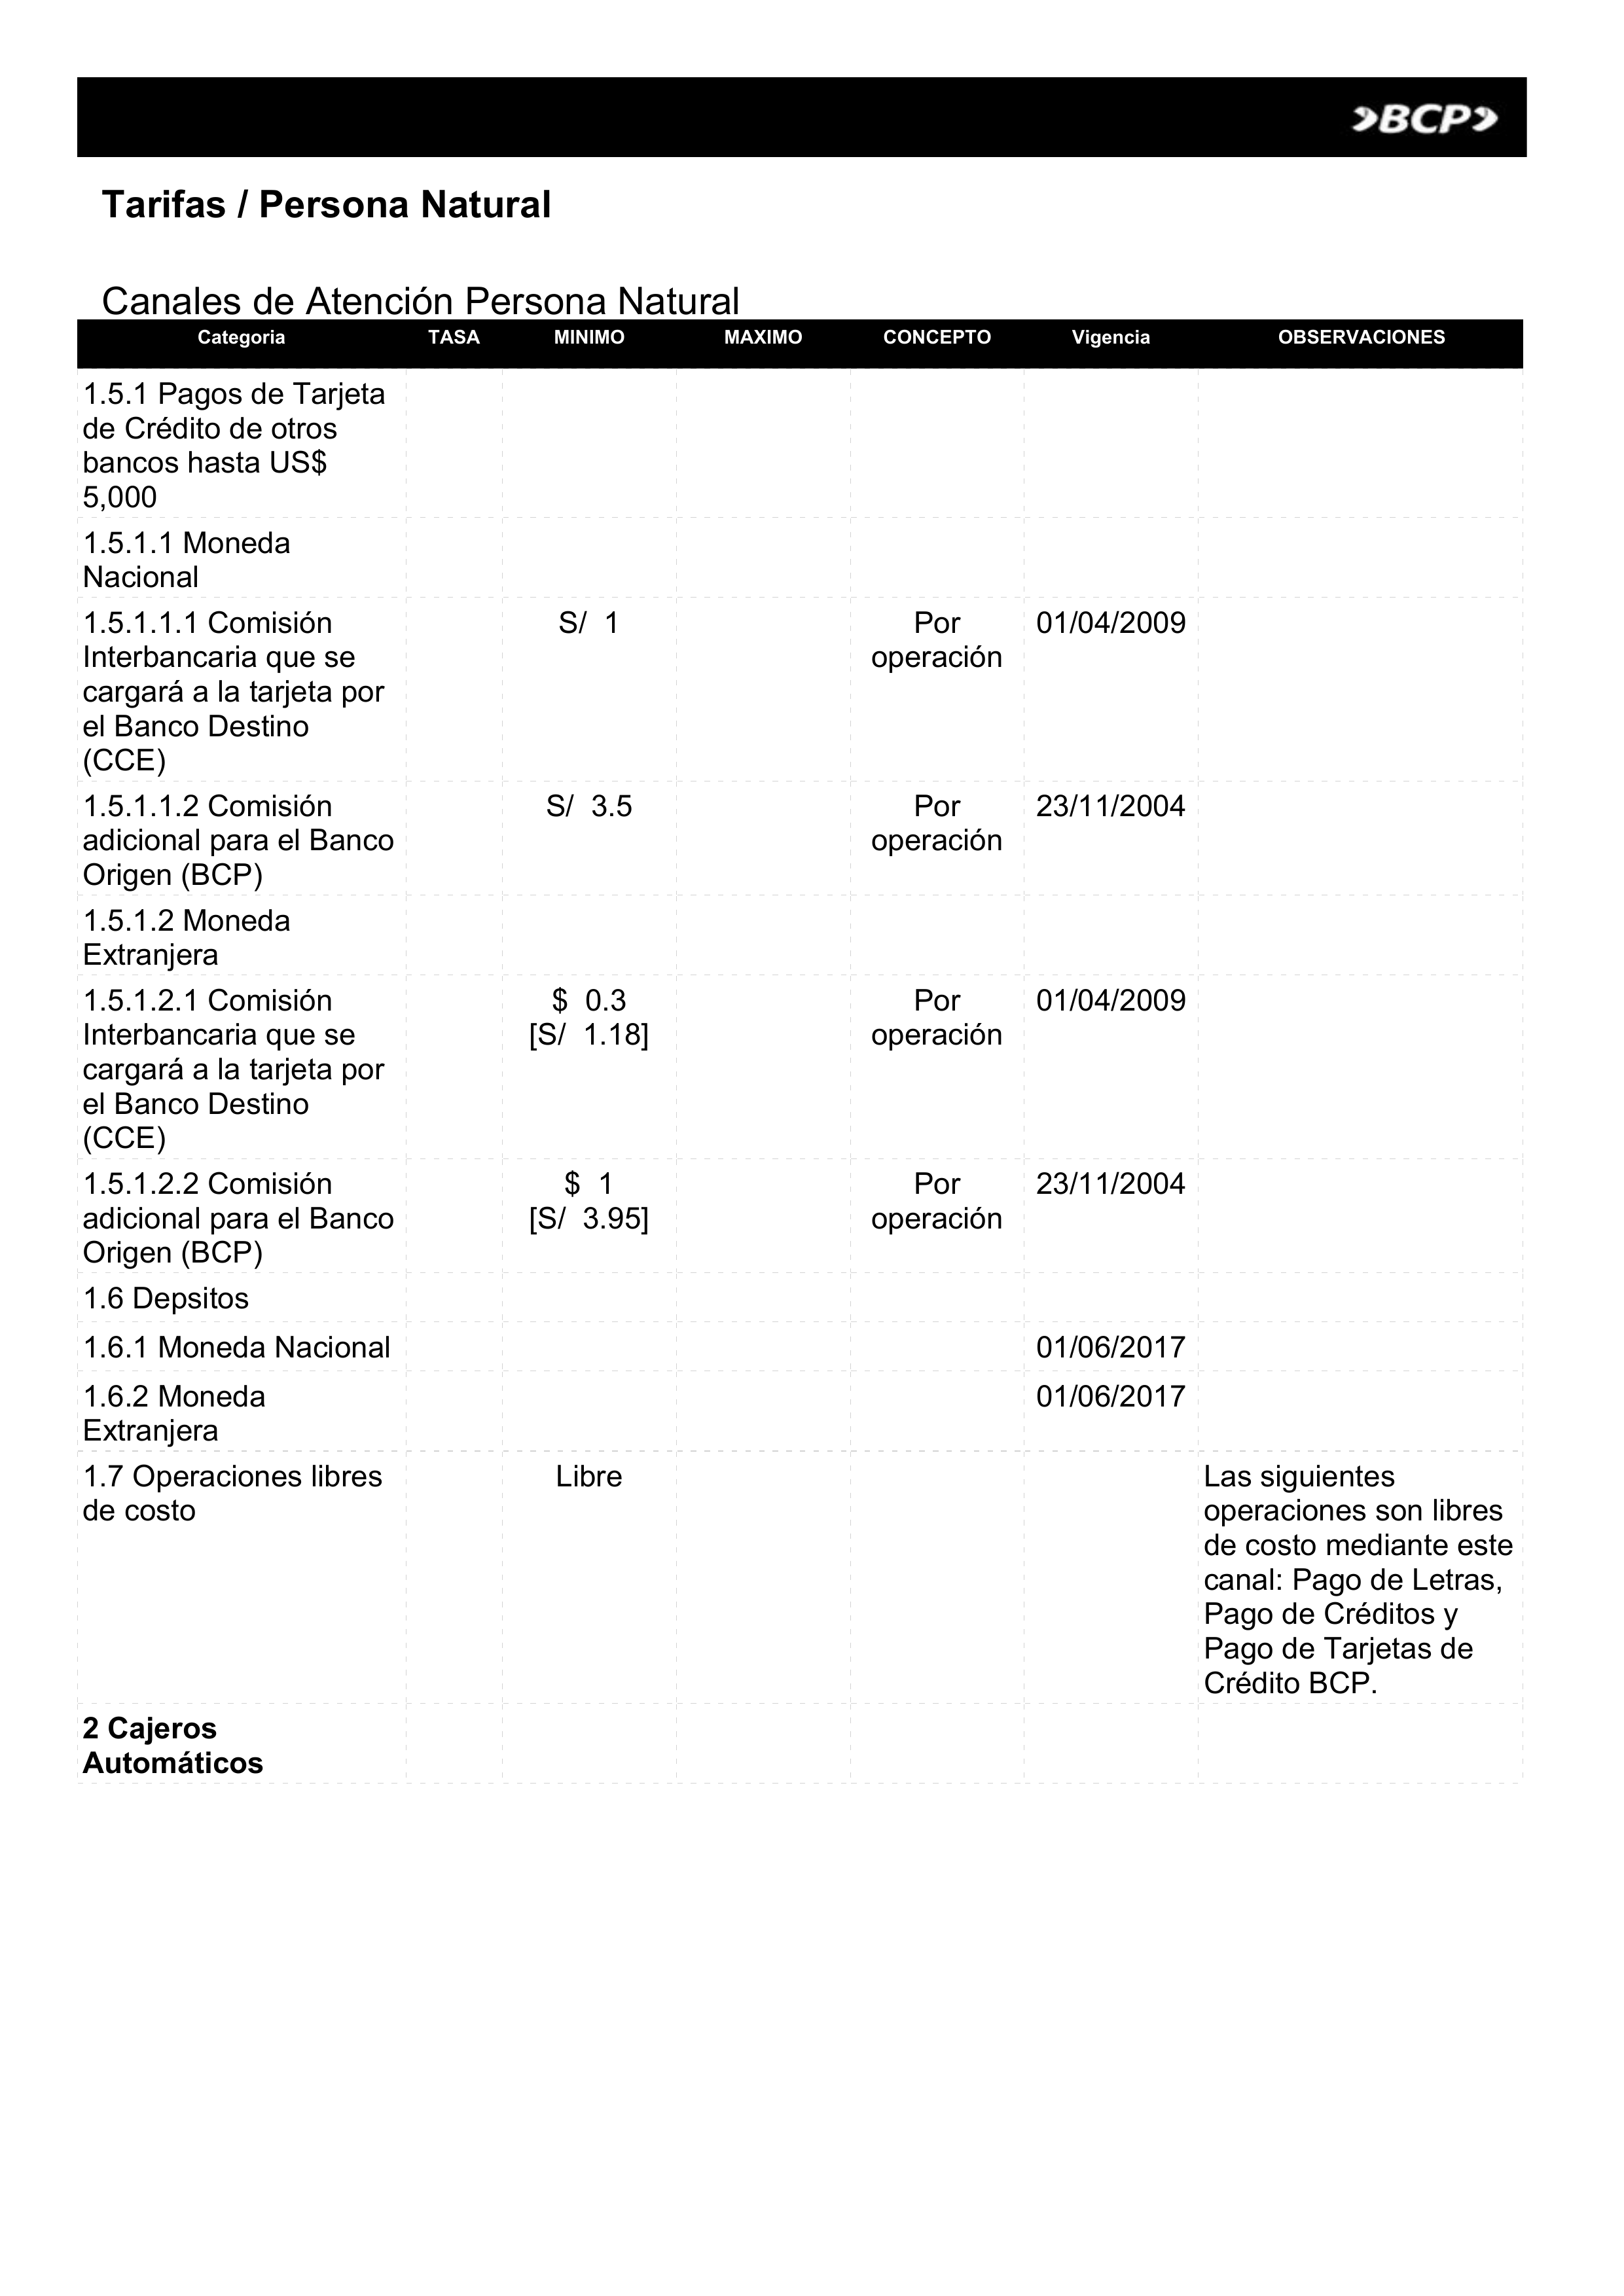 BCP
Tarifas / Persona Natural
Canales de Atención Persona Natural
Categoria TASA MINIMO MAXIMO CONCEPTO Vigencia OBSERVACIONES
1.5.1 Pagos de Tarjeta
de Crédito de otros
bancos hasta US$
5,000
1.5.1.1 Moneda
Nacional
1.5.1.1.1 Comisión S/ 1 Por 01/04/2009
Interbancaria que se operación
cargará a la tarjeta por
el Banco Destino
(CCE)
1.5.1.1.2 Comisión S/ 3.5 Por 23/11/2004
adicional para el Banco operación
Origen (BCP)
1.5.1.2 Moneda
Extranjera
1.5.1.2.1 Comisión $ 0.3 Por 01/04/2009
Interbancaria que se [S/ 1.18] operación
cargará a la tarjeta por
el Banco Destino
(CCE)
1.5.1.2.2 Comisión $ 1 Por 23/11/2004
adicional para el Banco [S/ 3.95] operación
Origen (BCP)
1.6 Depsitos
1.6.1 Moneda Nacional 01/06/2017
1.6.2 Moneda 01/06/2017
Extranjera
1.7 Operaciones libres Libre Las siguientes
de costo operaciones son libres
de costo mediante este
canal: Pago de Letras,
Pago de Créditos y
Pago de Tarjetas de
Crédito BCP.
2 Cajeros
Automáticos